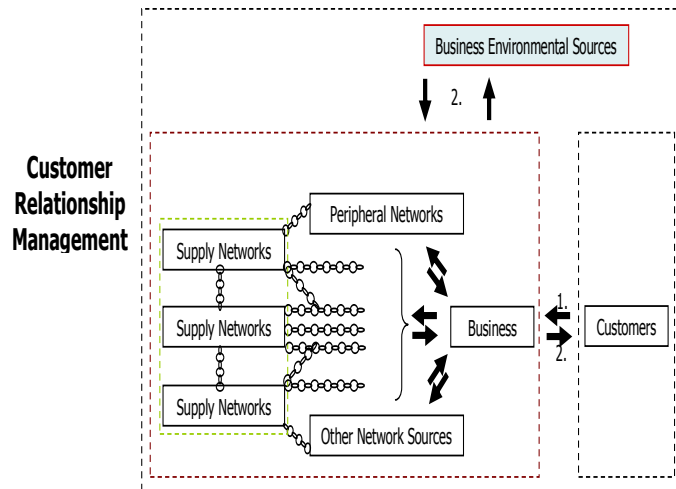 Business Environmental Sources
2.
Customer
Relationship
Management
Peripheral Networks
Supply Networks
Supply Networks
Business
1.
2.
Customers
Supply Networks
Other Network Sources